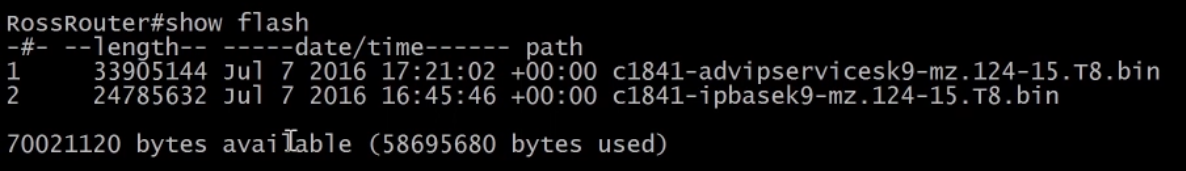 RossRouter#show flash
-#- --length-- -----date/time------ path
1     33905144 Jul 7 2016 17:21:02 +00:00 c1841-advipservicesk9-mz.124-15.T8.bin
2     24785632 Jul 7 2016 16:45:46 +00:00 c1841-ipbasek9-mz.124-15.T8.bin
70021120 bytes available (58695680 bytes used)